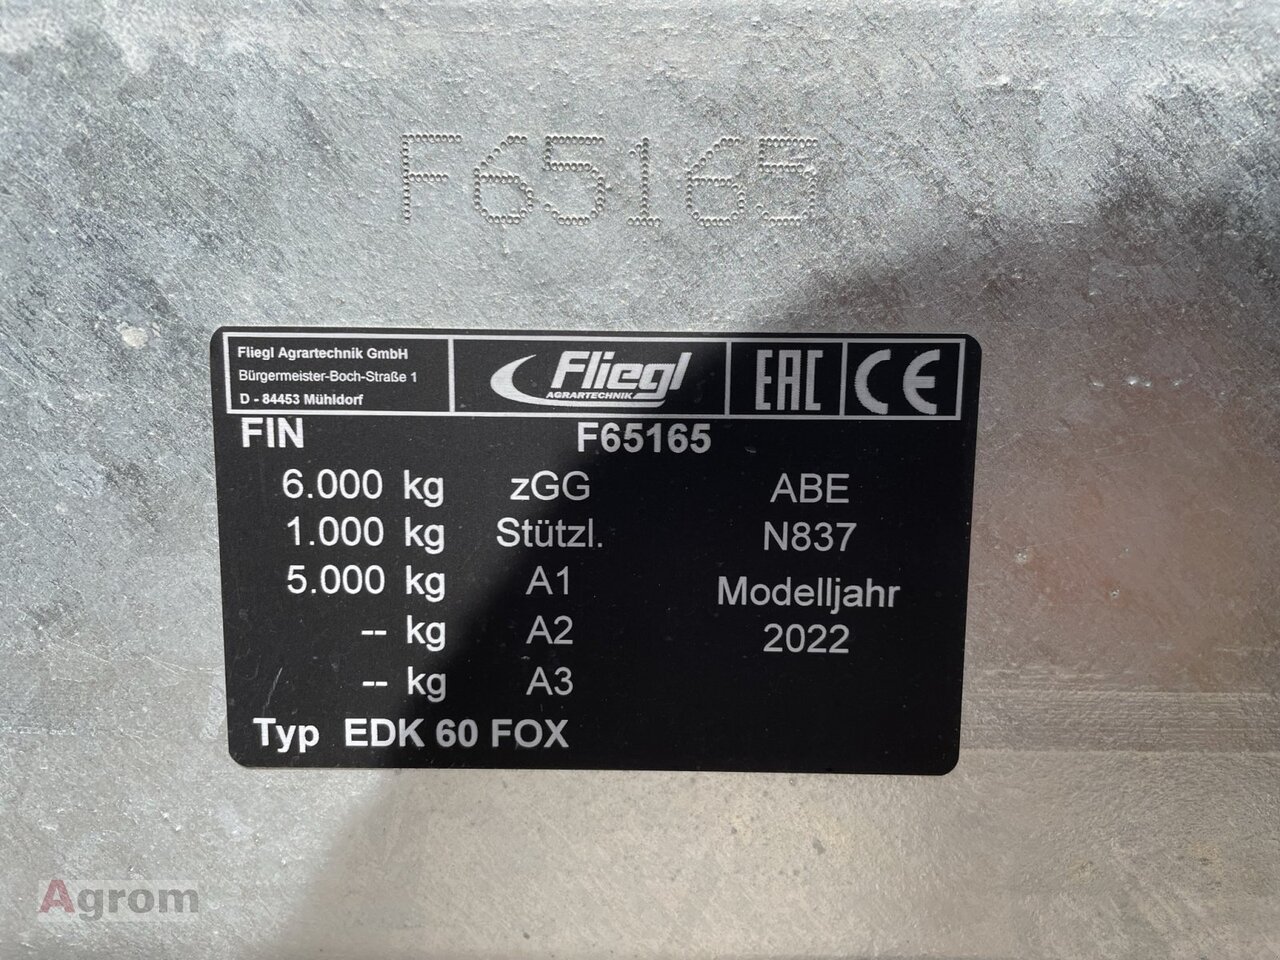 F65165
Fliegl Agrartechnik GmbH
Bürgermeister-Boch-Straße 1
D - 84453 Mühldorf
Fliegl
AGRARTECHNIK
EAC CE
FIN F65165
6.000 kg zGG ABE
1.000 kg Stützl. N837
5.000 kg A1 Modelljahr
-- kg A2 2022
-- kg A3
Typ EDK 60 FOX
Agrom